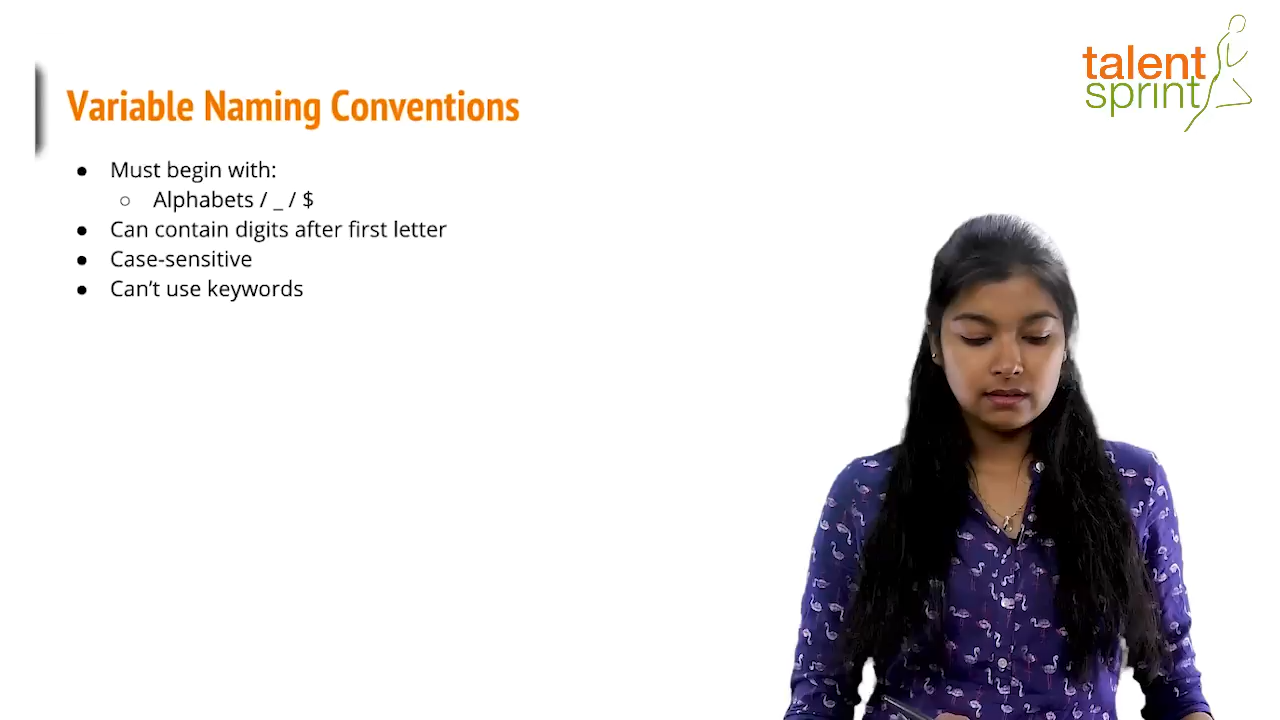 talent
sprint
Variable Naming Conventions
● Must begin with:
○ Alphabets / _ / $
● Can contain digits after first letter
● Case-sensitive
● Can’t use keywords